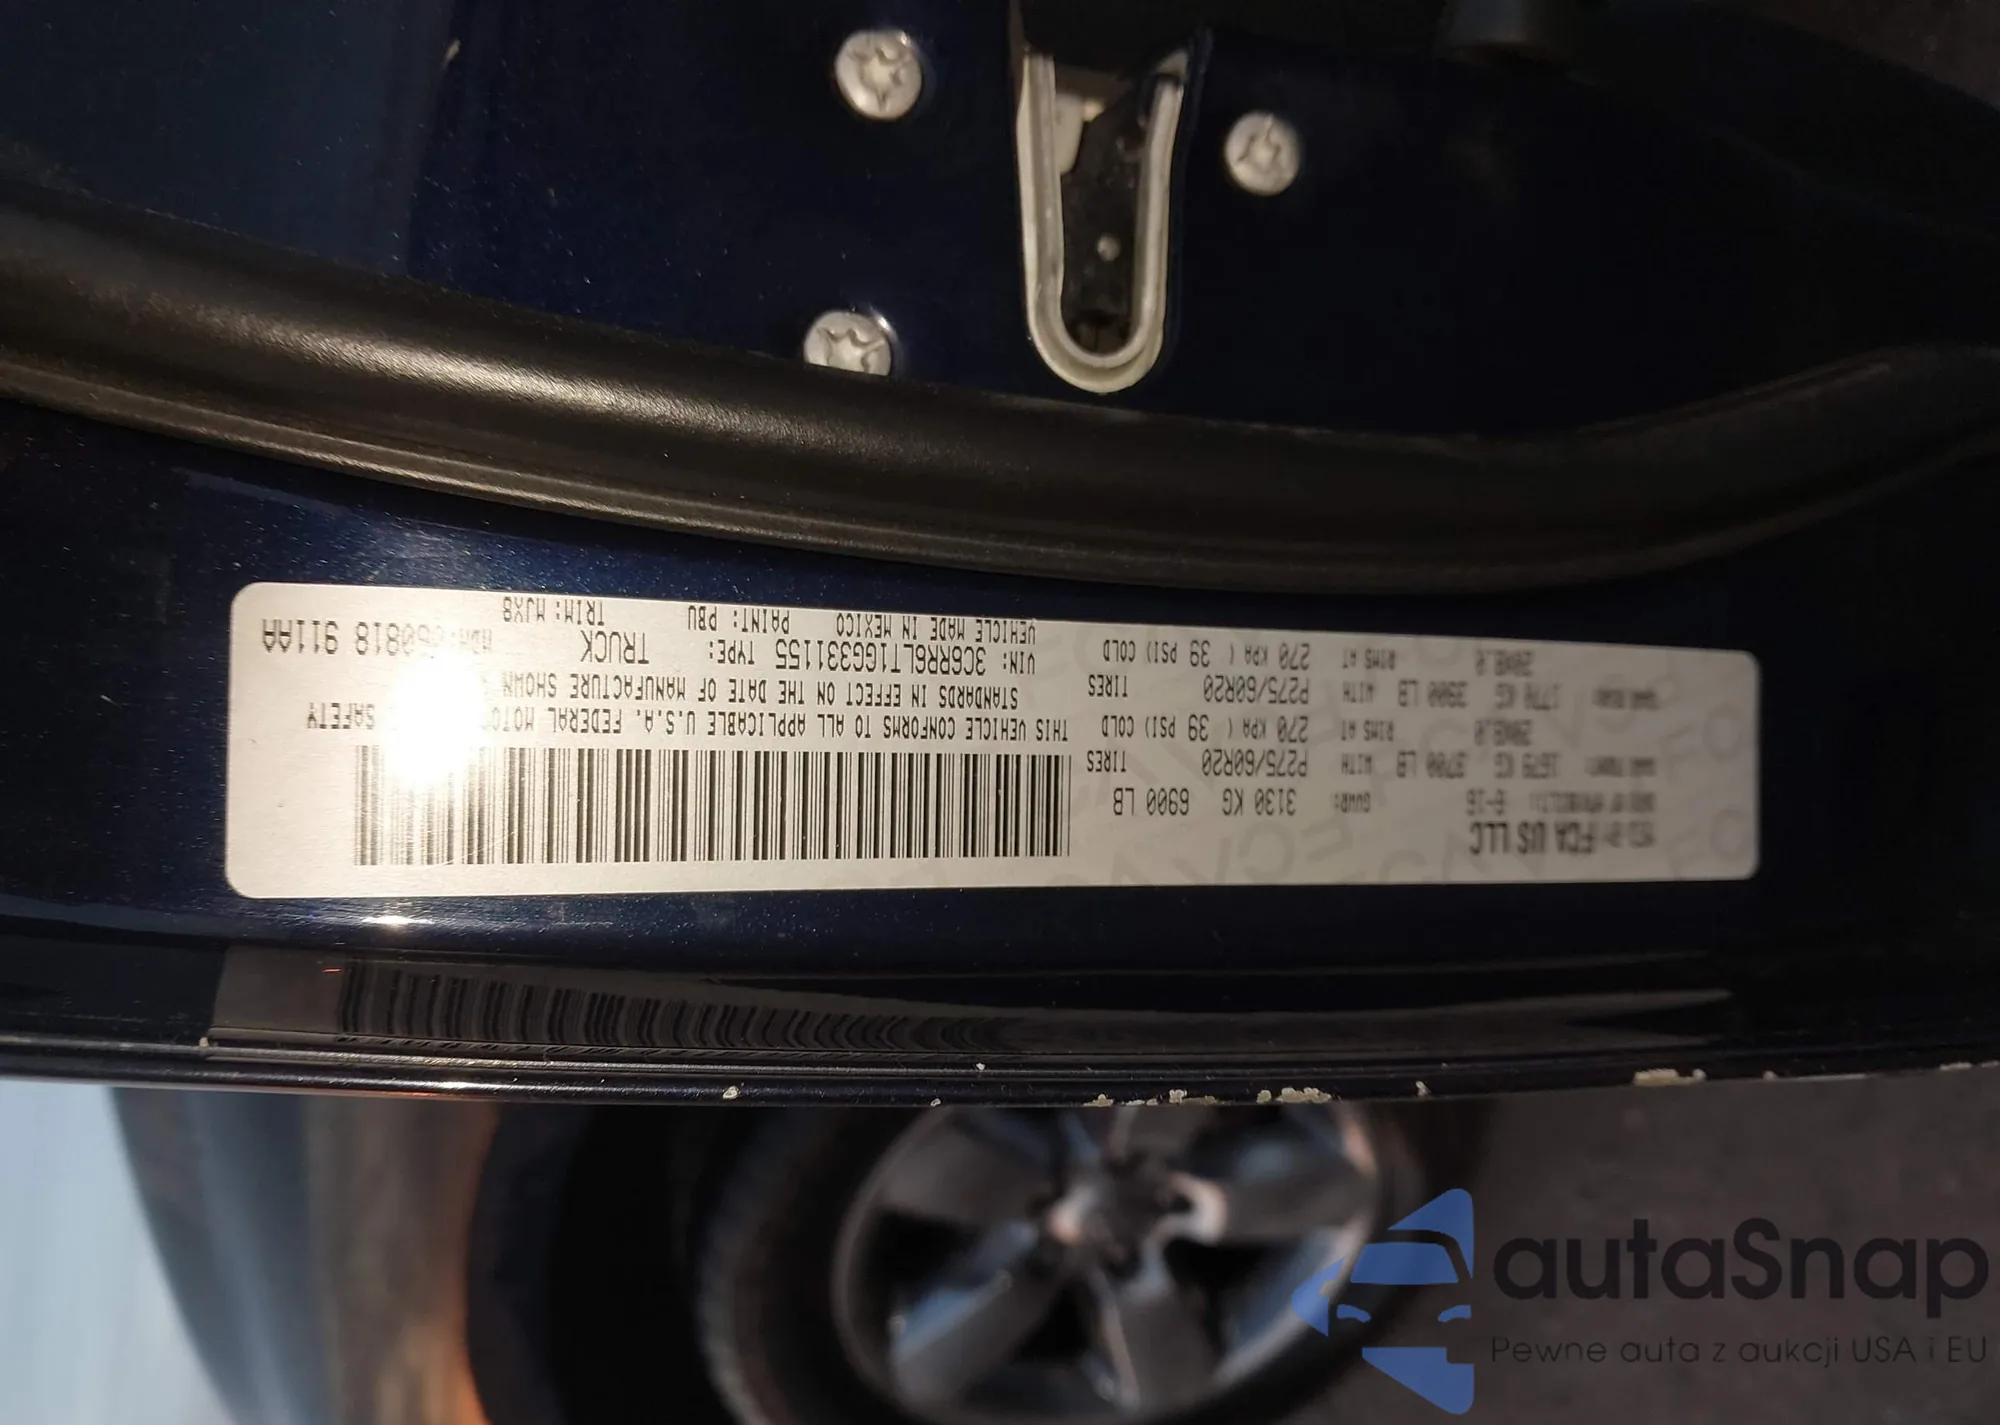 FCA US LLC
6-16 GVWR: 3130 KG 6900 LB
1679 KG 3700 LB WITH P275/60R20 TIRES
20X8.0 RIMS AT 270 KPA ( 39 PSI) COLD
1770 KG 3900 LB WITH P275/60R20 TIRES
20X8.0 RIMS AT 270 KPA ( 39 PSI) COLD
THIS VEHICLE CONFORMS TO ALL APPLICABLE U.S.A. FEDERAL SAFETY
STANDARDS IN EFFECT ON THE DATE OF MANUFACTURE SHOWN
VIN: 3C6RR6LT1GG331155 TYPE: TRUCK 911AA
VEHICLE MADE IN MEXICO PAINT: PBU TRIM: MJX8
autaSnap
Pewne auta z aukcji USA i EU